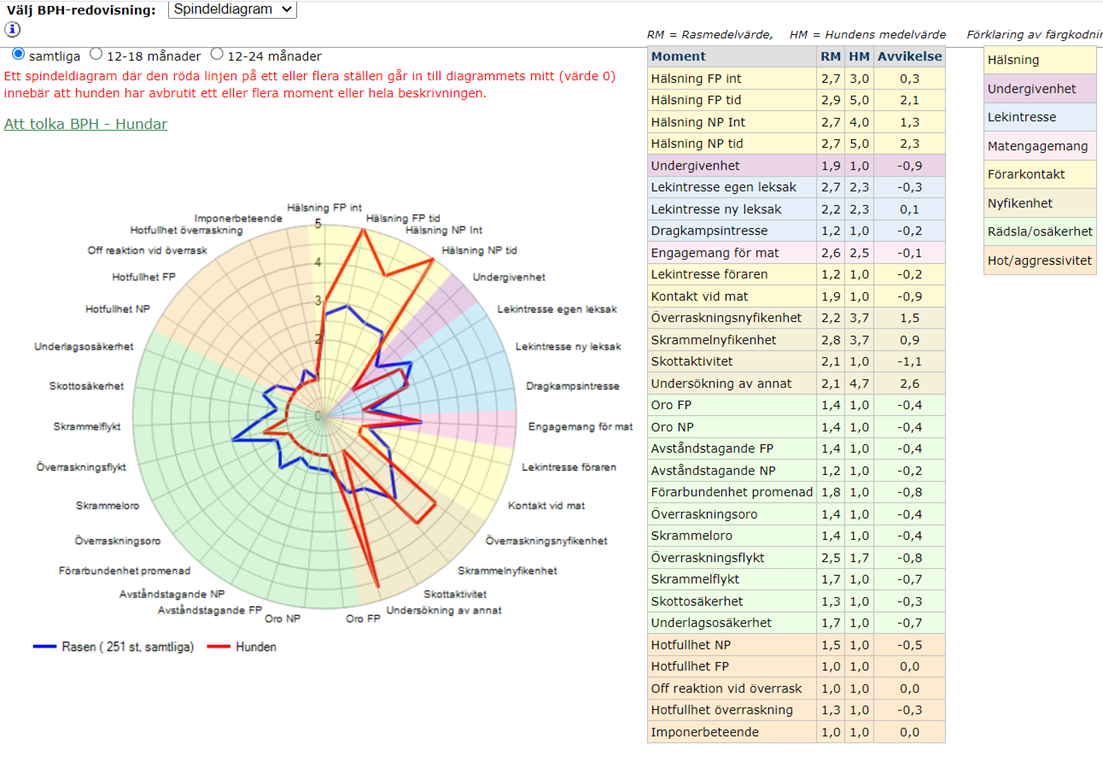 Välj BPH-redovisning: Spindeldiagram
samtliga 12-18 månader 12-24 månader
Ett spindeldiagram där den röda linjen på ett eller flera ställen går in till diagrammets mitt (värde 0)
innebär att hunden har avbrutit ett eller flera moment eller hela beskrivningen.
Att tolka BPH - Hundar
Hälsning FP int
Hälsning FP tid
Hälsning NP Int
Hälsning NP tid
Undergivenhet
Lekintresse egen leksak
Lekintresse ny leksak
Dragkampsintresse
Engagemang för mat
Lekintresse föraren
Kontakt vid mat
Överraskningsnyfikenhet
Skrammelnyfikenhet
Skottaktivitet
Undersökning av annat
Oro FP
Oro NP
Avståndstagande FP
Avståndstagande NP
Förarbundenhet promenad
Överraskningsoro
Skrammeloro
Överraskningsflykt
Skrammelflykt
Skottosäkerhet
Underlagsosäkerhet
Hotfullhet NP
Hotfullhet FP
Off reaktion vid överrask
Hotfullhet överraskning
Imponerbeteende
5
4
3
2
0
Rasen ( 251 st, samtliga) Hunden
RM = Rasmedelvärde, HM = Hundens medelvärde
Moment RM HM Avvikelse
Hälsning FP int 2,7 3,0 0,3
Hälsning FP tid 2,9 5,0 2,1
Hälsning NP Int 2,7 4,0 1,3
Hälsning NP tid 2,7 5,0 2,3
Undergivenhet 1,9 1,0 -0,9
Lekintresse egen leksak 2,7 2,3 -0,3
Lekintresse ny leksak 2,2 2,3 0,1
Dragkampsintresse 1,2 1,0 -0,2
Engagemang för mat 2,6 2,5 -0,1
Lekintresse föraren 1,2 1,0 -0,2
Kontakt vid mat 1,9 1,0 -0,9
Överraskningsnyfikenhet 2,2 3,7 1,5
Skrammelnyfikenhet 2,8 3,7 0,9
Skottaktivitet 2,1 1,0 -1,1
Undersökning av annat 2,1 4,7 2,6
Oro FP 1,4 1,0 -0,4
Oro NP 1,4 1,0 -0,4
Avståndstagande FP 1,4 1,0 -0,4
Avståndstagande NP 1,2 1,0 -0,2
Förarbundenhet promenad 1,8 1,0 -0,8
Överraskningsoro 1,4 1,0 -0,4
Skrammeloro 1,4 1,0 -0,4
Överraskningsflykt 2,5 1,7 -0,8
Skrammelflykt 1,7 1,0 -0,7
Skottosäkerhet 1,3 1,0 -0,3
Underlagsosäkerhet 1,7 1,0 -0,7
Hotfullhet NP 1,5 1,0 -0,5
Hotfullhet FP 1,0 1,0 0,0
Off reaktion vid överrask 1,0 1,0 0,0
Hotfullhet överraskning 1,3 1,0 -0,3
Imponerbeteende 1,0 1,0 0,0
Förklaring av färgkodnin
Hälsning
Undergivenhet
Lekintresse
Matengagemang
Förarkontakt
Nyfikenhet
Rädsla/osäkerhet
Hot/aggressivitet